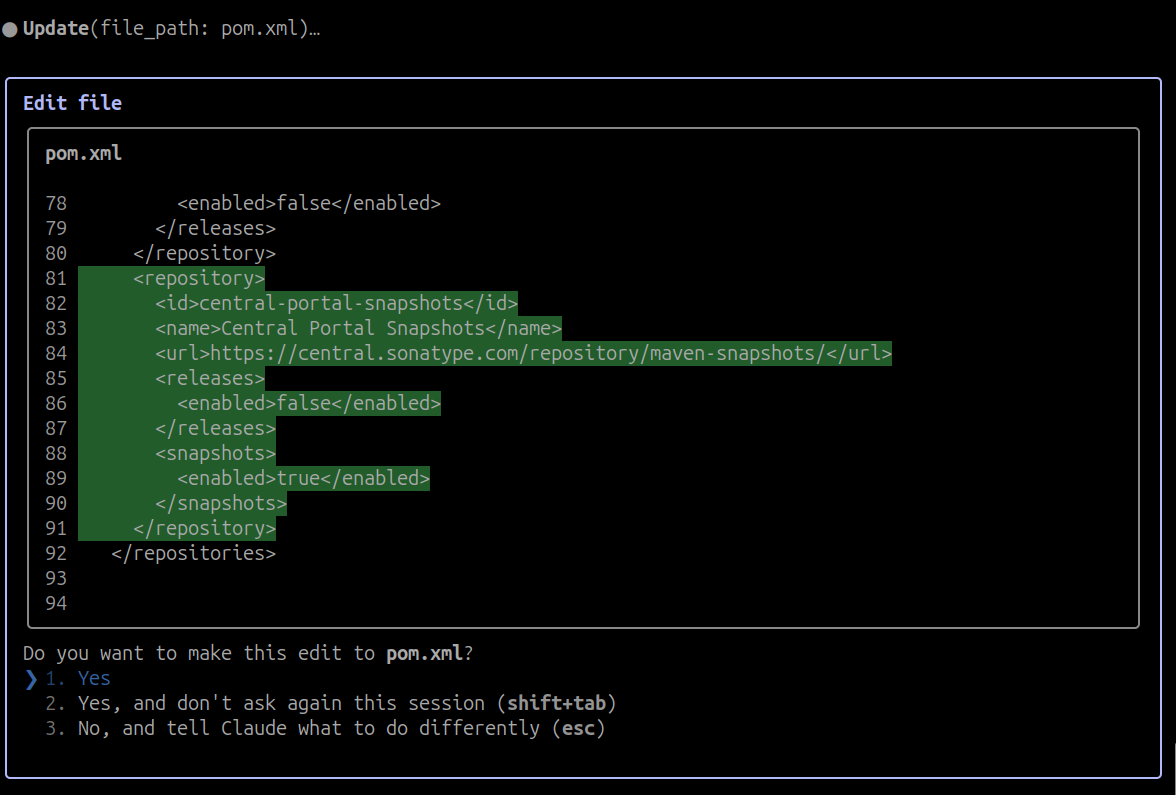 ● Update(file_path: pom.xml)…
Edit file
pom.xml
78          <enabled>false</enabled>
79        </releases>
80      </repository>
81      <repository>
82        <id>central-portal-snapshots</id>
83        <name>Central Portal Snapshots</name>
84        <url>https://central.sonatype.com/repository/maven-snapshots/</url>
85        <releases>
86          <enabled>false</enabled>
87        </releases>
88        <snapshots>
89          <enabled>true</enabled>
90        </snapshots>
91      </repository>
92    </repositories>
93
94
Do you want to make this edit to pom.xml?
❯ 1. Yes
2. Yes, and don't ask again this session (shift+tab)
3. No, and tell Claude what to do differently (esc)